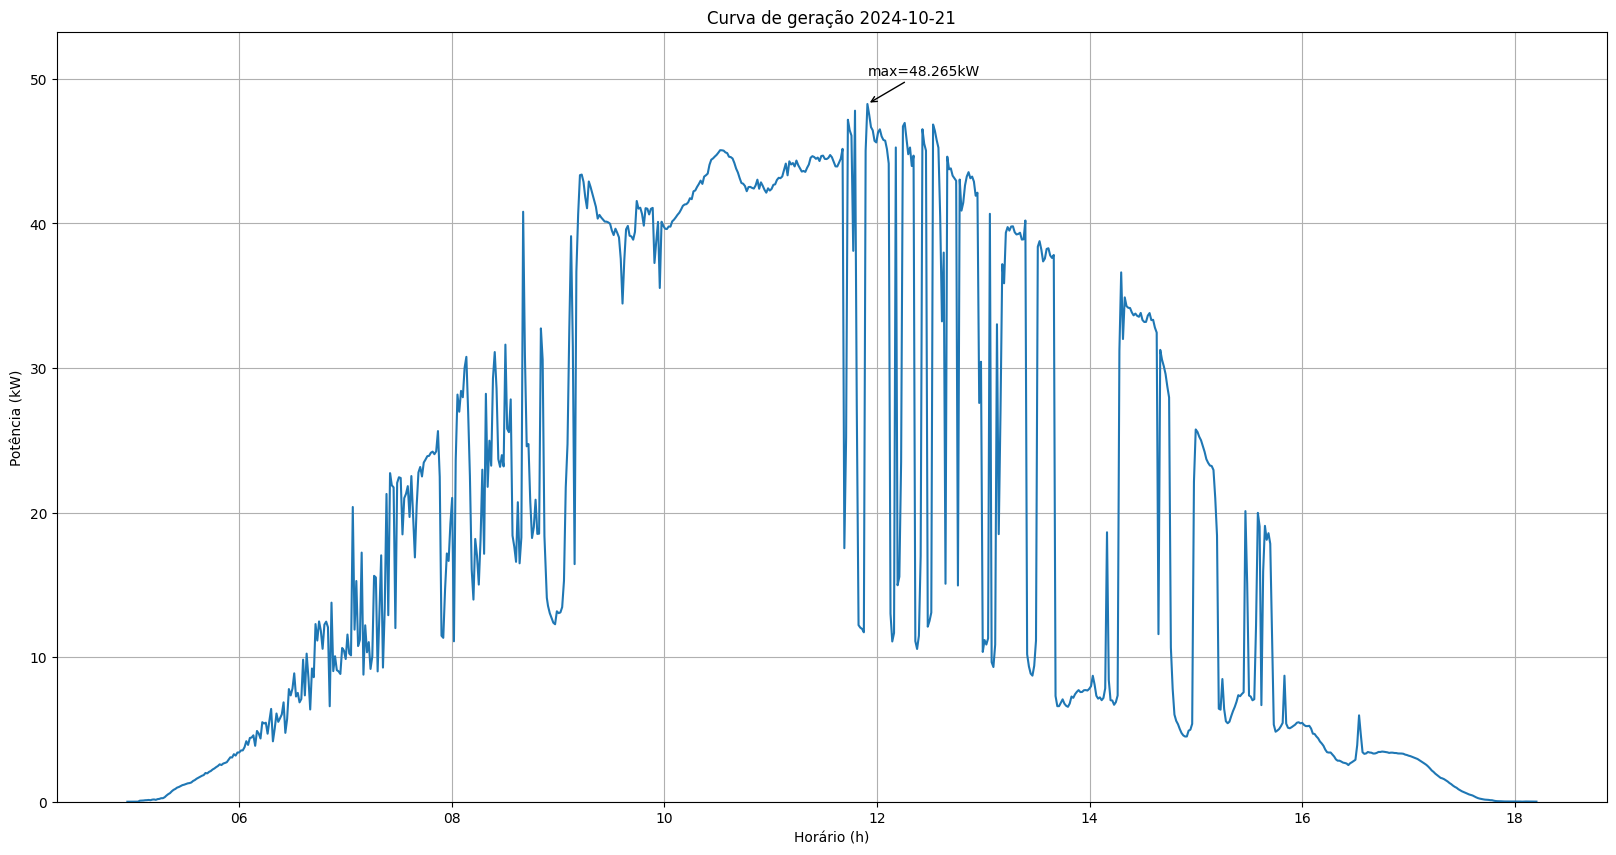 Curva de geração 2024-10-21
max=48.265kW
50
40
30
20
10
0
Potência (kW)
06 08 10 12 14 16 18
Horário (h)